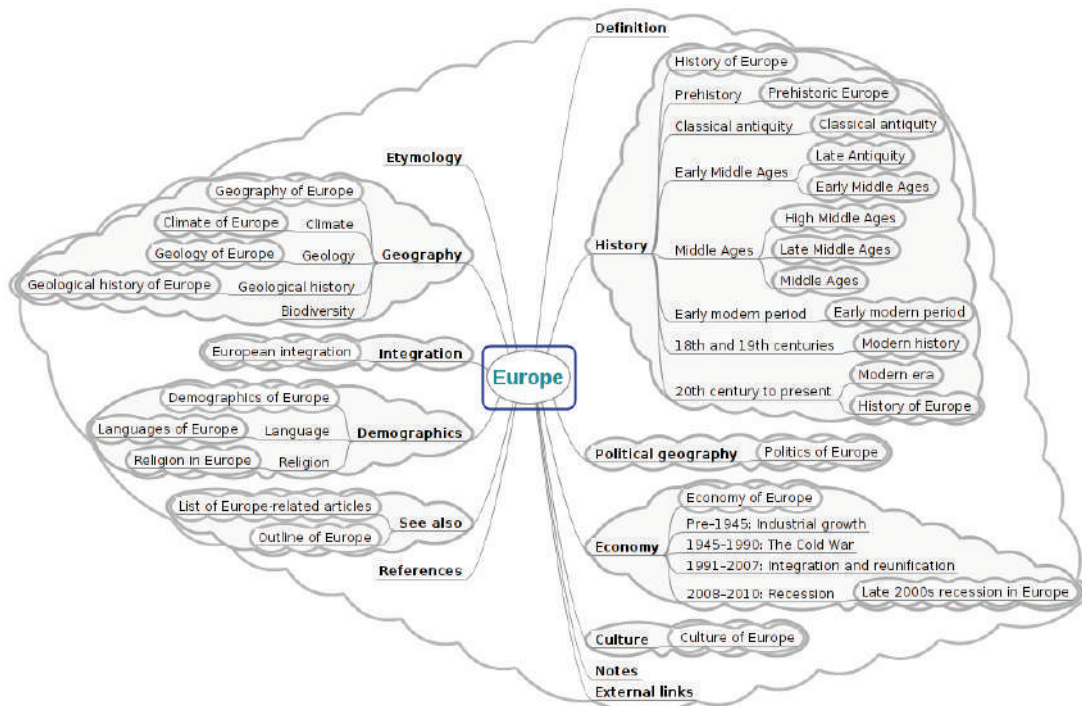 Europe
Definition
History
History of Europe
Prehistory
Prehistoric Europe
Classical antiquity
Classical antiquity
Early Middle Ages
Late Antiquity
Early Middle Ages
Middle Ages
High Middle Ages
Late Middle Ages
Middle Ages
Early modern period
Early modern period
18th and 19th centuries
Modern history
20th century to present
Modern era
History of Europe
Political geography
Politics of Europe
Economy
Economy of Europe
Pre–1945: Industrial growth
1945–1990: The Cold War
1991–2007: Integration and reunification
2008–2010: Recession
Late 2000s recession in Europe
Culture
Culture of Europe
Notes
External links
Etymology
Geography
Geography of Europe
Climate
Climate of Europe
Geology
Geology of Europe
Geological history
Geological history of Europe
Biodiversity
Integration
European integration
Demographics
Demographics of Europe
Language
Languages of Europe
Religion
Religion in Europe
See also
List of Europe-related articles
Outline of Europe
References